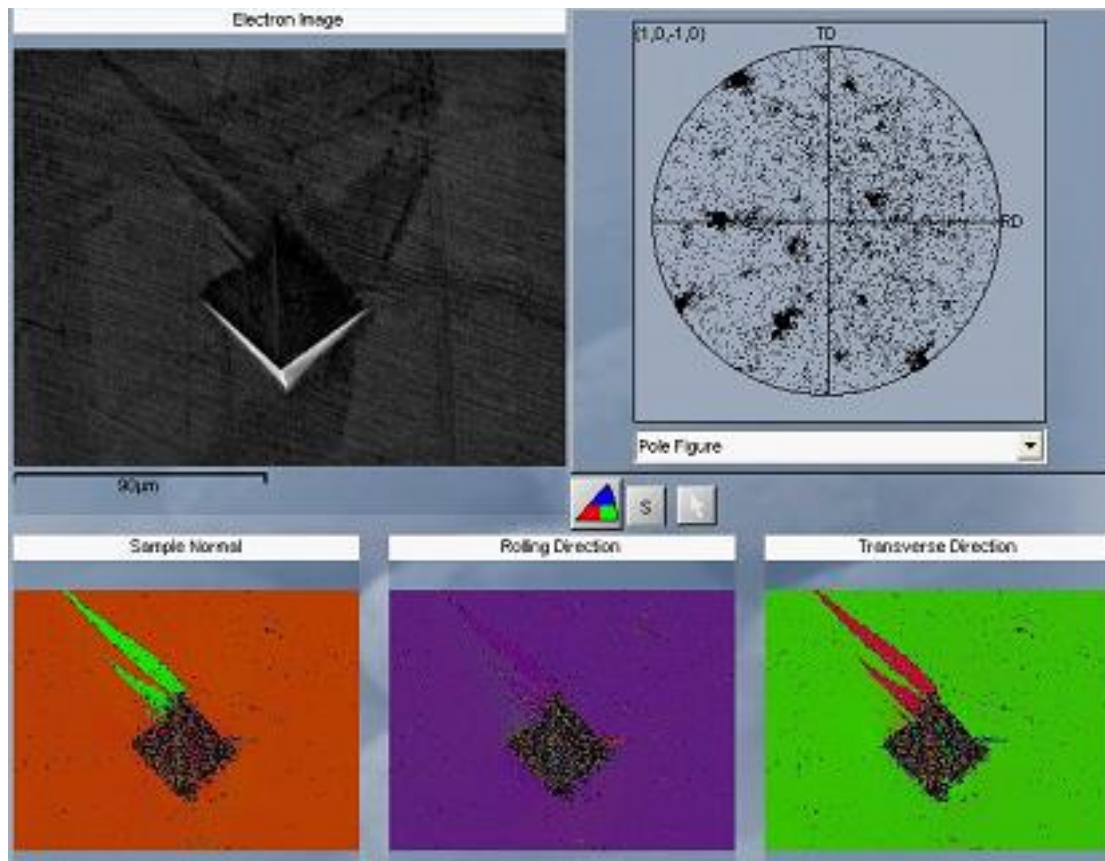 Electron Image
{1,0,-1,0}
TD
RD
Pole Figure
90µm
S
Sample Normal
Rolling Direction
Transverse Direction